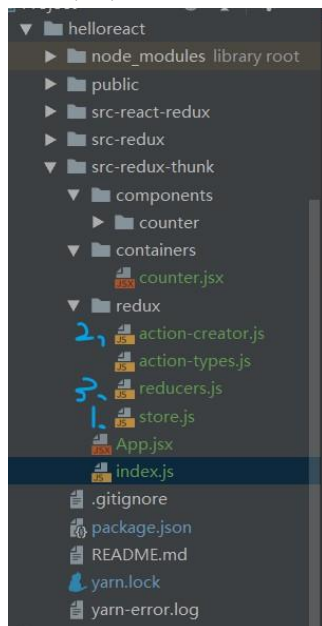 helloreact
node_modules library root
public
src-react-redux
src-redux
src-redux-thunk
components
counter
containers
counter.jsx
redux
2、 action-creator.js
action-types.js
3、 reducers.js
1. store.js
App.jsx
index.js
.gitignore
package.json
README.md
yarn.lock
yarn-error.log